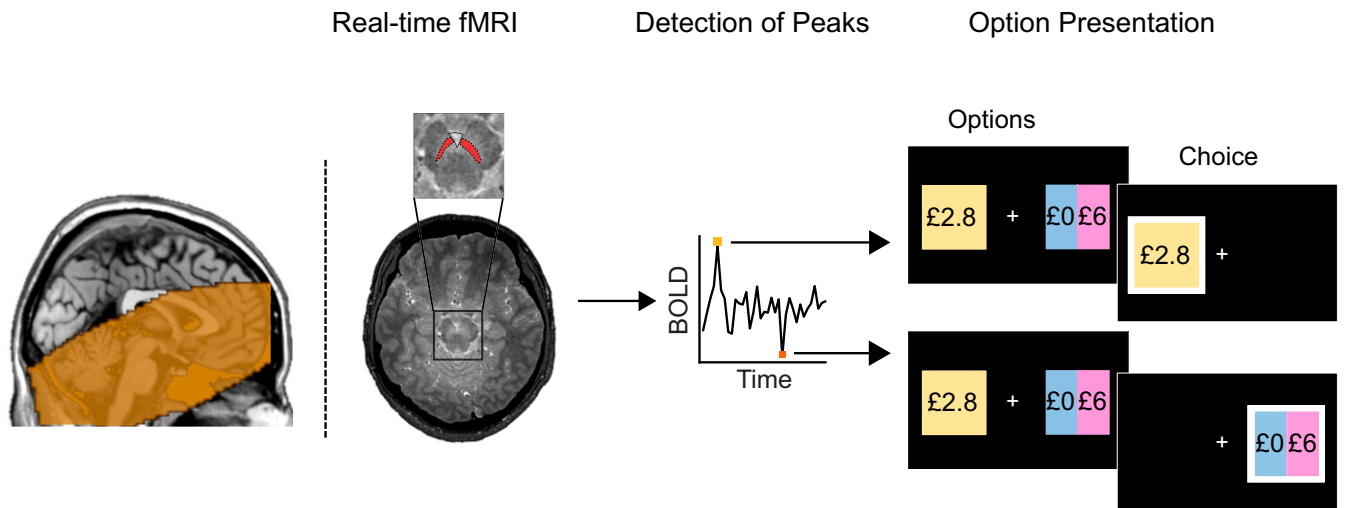 Real-time fMRI
Detection of Peaks
Option Presentation
Options
Choice
£2.8 + £0 £6
£2.8 +
BOLD
Time
£2.8 + £0 £6
+ £0 £6